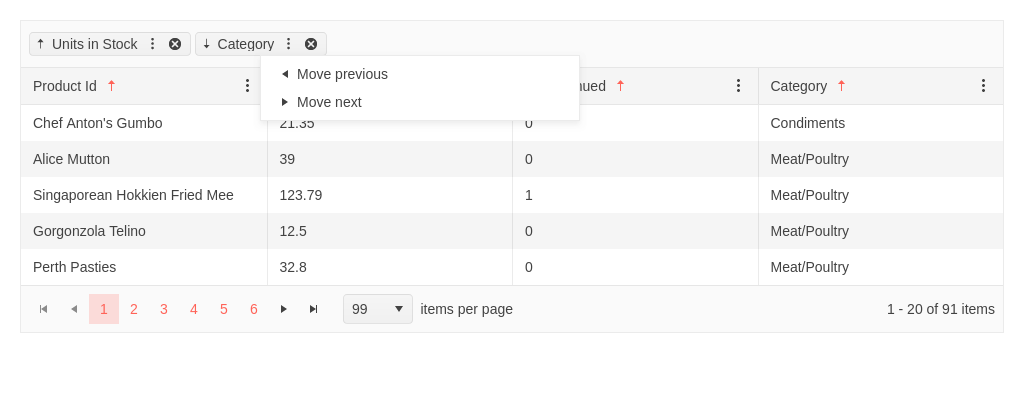 Units in Stock Category
Move previous
Move next
Product Id nued Category
Chef Anton's Gumbo 21.35 0 Condiments
Alice Mutton 39 0 Meat/Poultry
Singaporean Hokkien Fried Mee 123.79 1 Meat/Poultry
Gorgonzola Telino 12.5 0 Meat/Poultry
Perth Pasties 32.8 0 Meat/Poultry
1 2 3 4 5 6 99 items per page 1 - 20 of 91 items